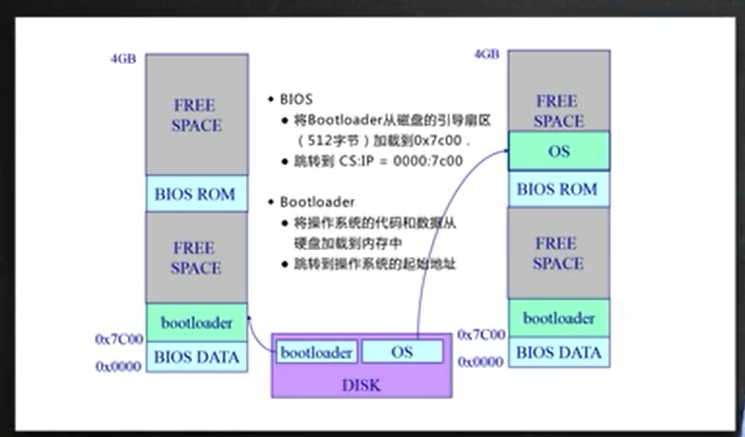 4GB
FREE
SPACE
BIOS ROM
FREE
SPACE
bootloader
0x7C00
BIOS DATA
0x0000
BIOS
将Bootloader从磁盘的引导扇区
（512字节）加载到0x7c00 .
跳转到 CS:IP = 0000:7c00
Bootloader
将操作系统的代码和数据从
硬盘加载到内存中
跳转到操作系统的起始地址
bootloader
OS
DISK
4GB
FREE
SPACE
OS
BIOS ROM
FREE
SPACE
bootloader
0x7C00
BIOS DATA
0x0000